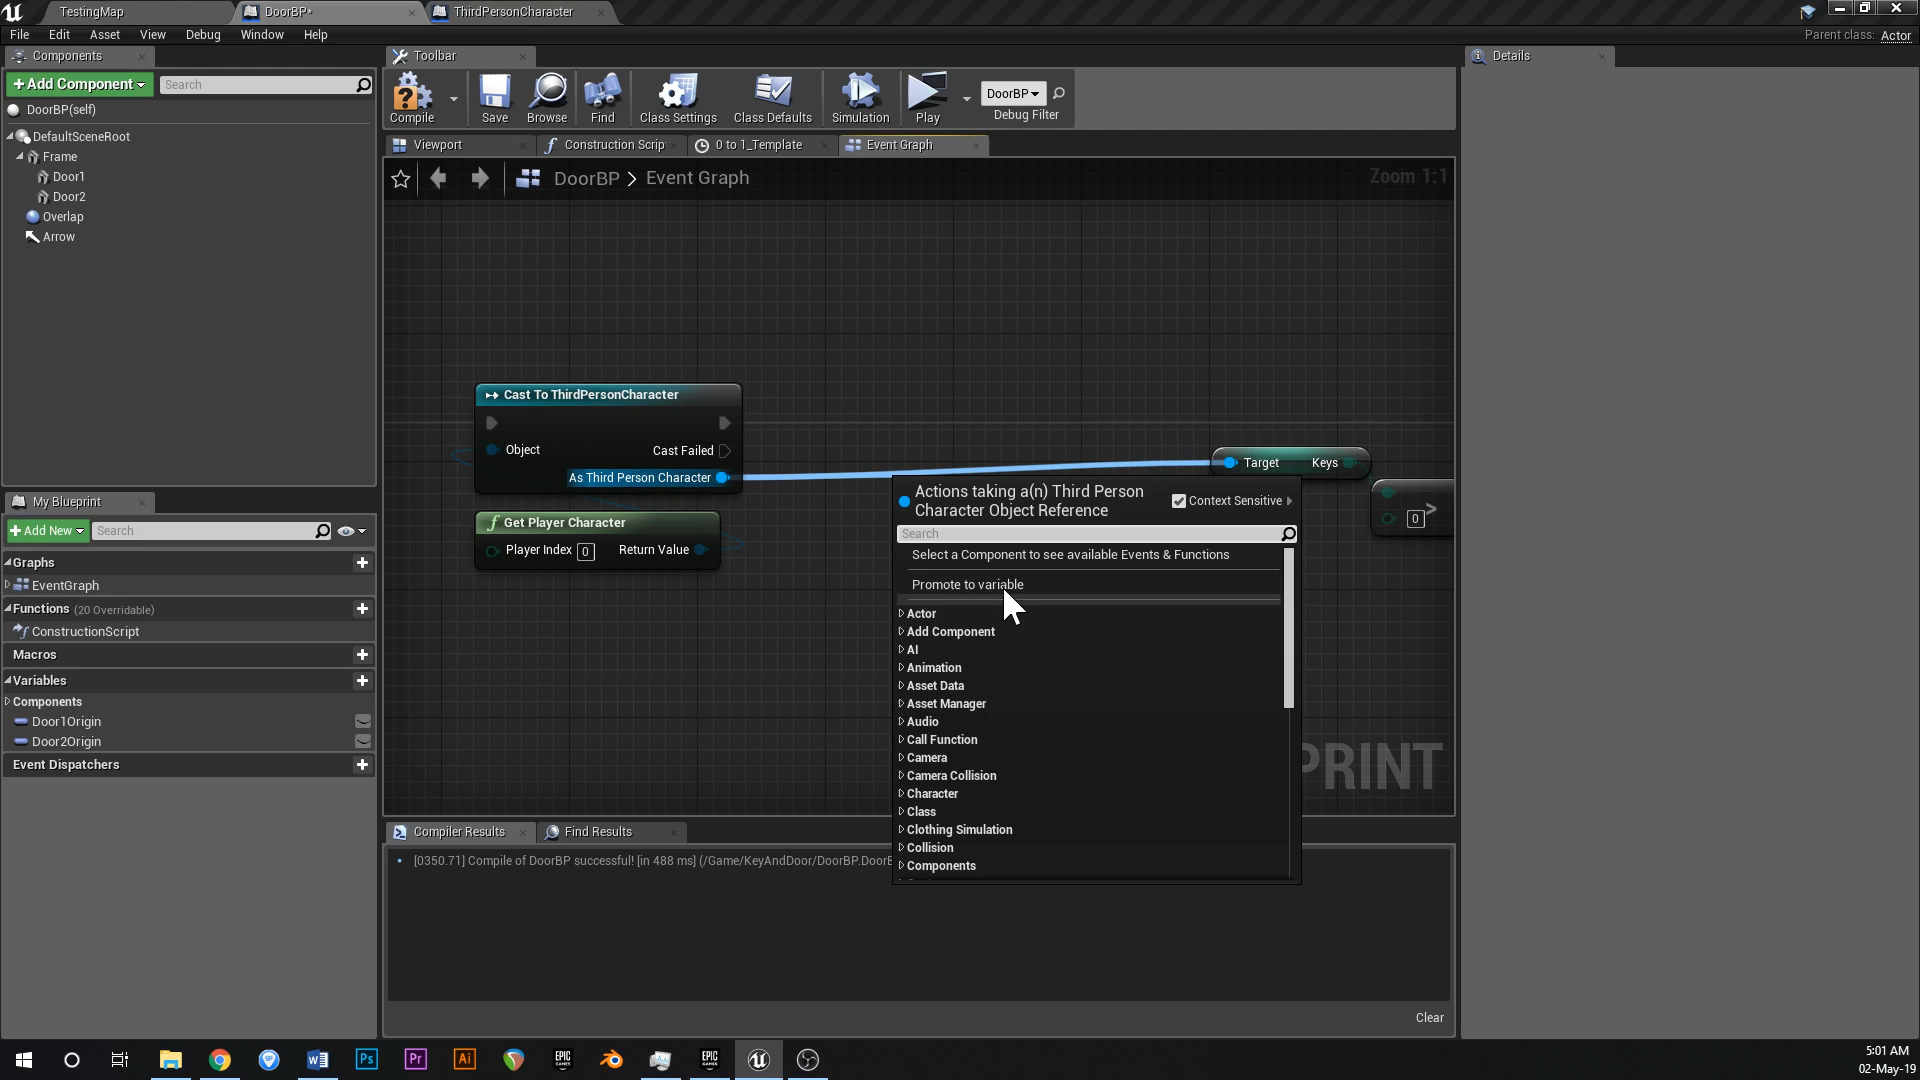 TestingMap
DoorBP*
ThirdPersonCharacter
File Edit Asset View Debug Window Help
Parent class: Actor
Components
+Add Component
Search
DoorBP(self)
DefaultSceneRoot
Frame
Door1
Door2
Overlap
Arrow
Toolbar
Compile
Save
Browse
Find
Class Settings
Class Defaults
Simulation
Play
DoorBP
Debug Filter
Details
Viewport
Construction Scrip
0 to 1_Template
Event Graph
DoorBP > Event Graph
Zoom 1:1
Cast To ThirdPersonCharacter
Object
Cast Failed
As Third Person Character
Get Player Character
Player Index 0
Return Value
Target Keys
0 >
Actions taking a(n) Third Person
Character Object Reference
Context Sensitive
Search
Select a Component to see available Events & Functions
Promote to variable
Actor
Add Component
AI
Animation
Asset Data
Asset Manager
Audio
Call Function
Camera
Camera Collision
Character
Class
Clothing Simulation
Collision
Components
PRINT
My Blueprint
+Add New
Search
Graphs
EventGraph
Functions (20 Overridable)
ConstructionScript
Macros
Variables
Components
Door1Origin
Door2Origin
Event Dispatchers
Compiler Results
Find Results
[0350.71] Compile of DoorBP successful! [in 488 ms] (/Game/KeyAndDoor/DoorBP.DoorB
Clear
Ps
Pr
Ai
EPIC GAMES
EPIC GAMES
5:01 AM
02-May-19